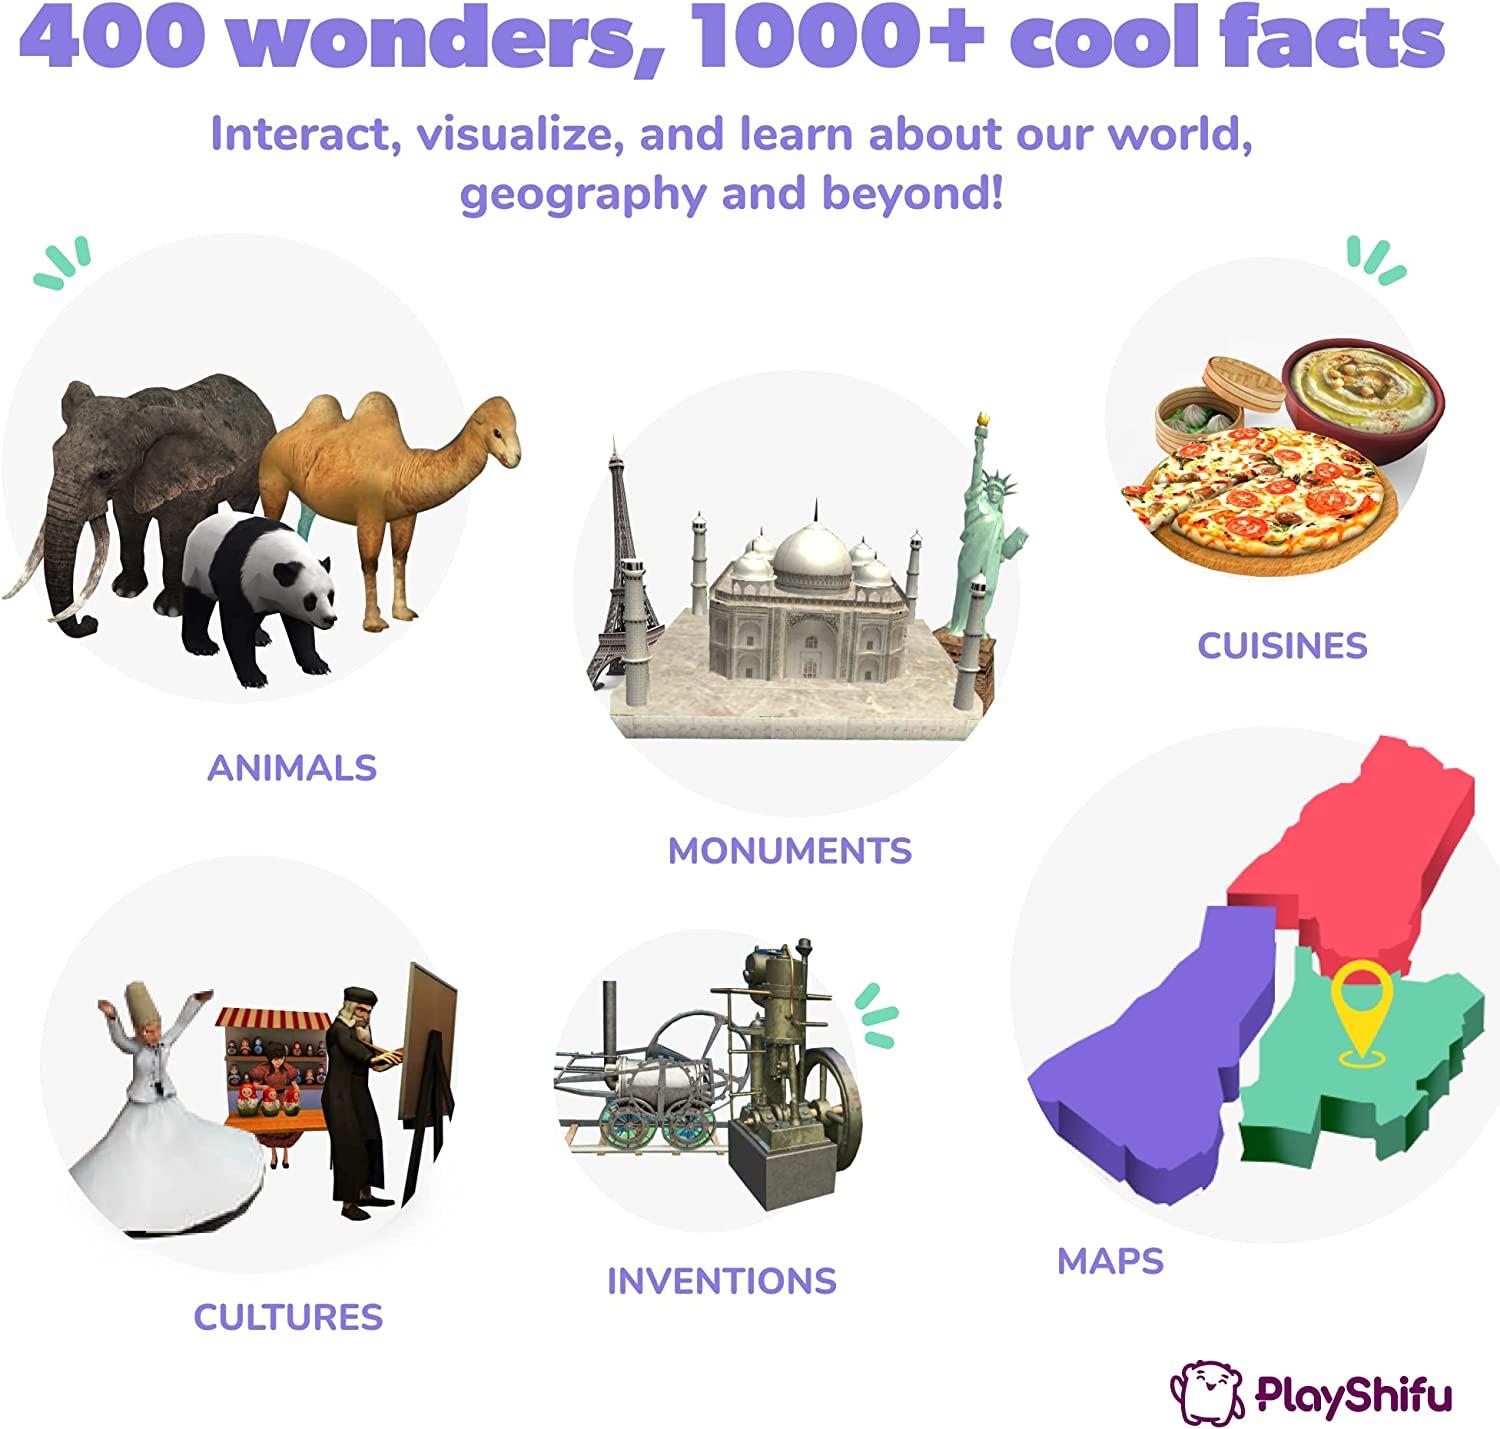 400 wonders, 1000+ cool facts
Interact, visualize, and learn about our world,
geography and beyond!
CUISINES
ANIMALS
MONUMENTS
MAPS
INVENTIONS
CULTURES
PlayShifu